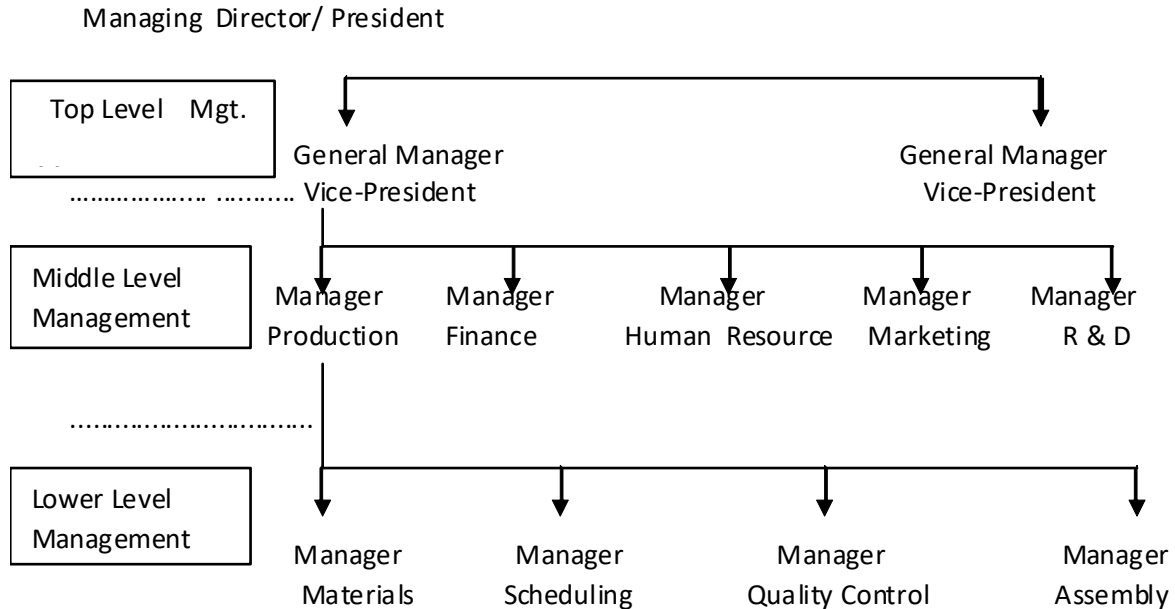 Managing Director/ President
Top Level Mgt.
General Manager General Manager
Vice-President Vice-President
Middle Level
Management
Manager Manager Manager Manager Manager
Production Finance Human Resource Marketing R & D
Lower Level
Management
Manager Manager Manager Manager
Materials Scheduling Quality Control Assembly